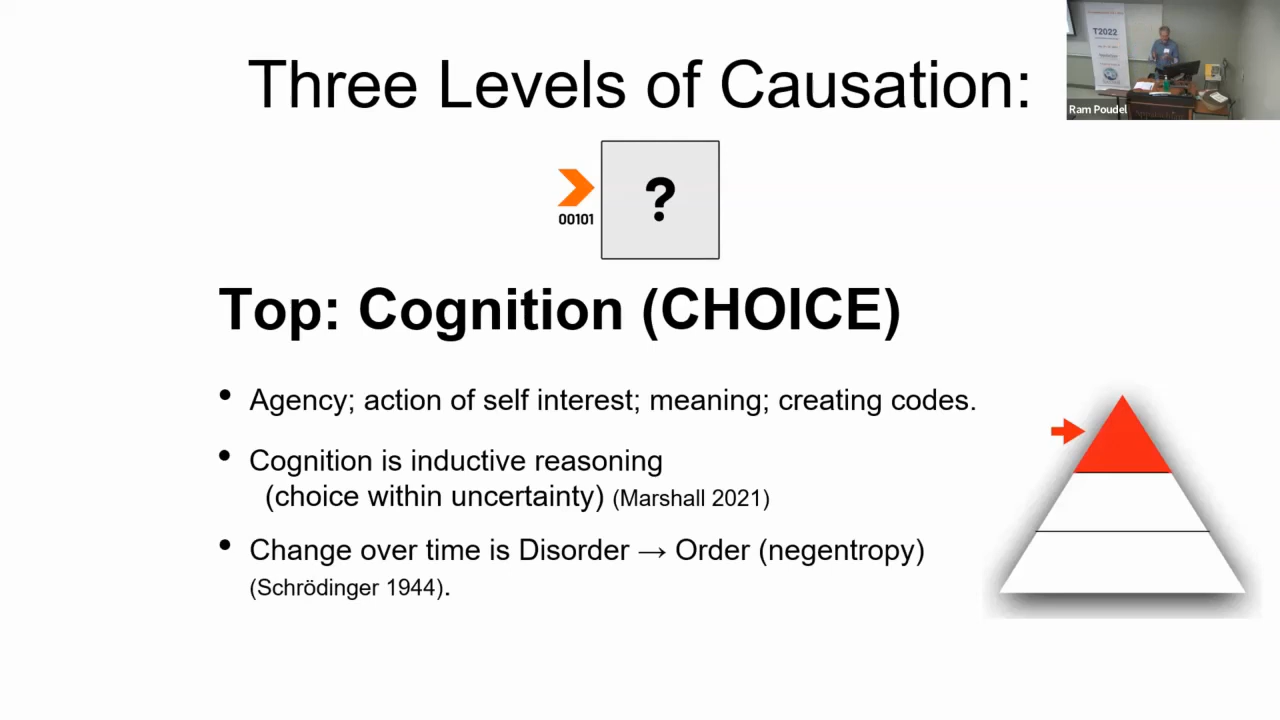 Three Levels of Causation:
T2022
Ram Poudel
?
00101
Top: Cognition (CHOICE)
• Agency; action of self interest; meaning; creating codes.
• Cognition is inductive reasoning
(choice within uncertainty) (Marshall 2021)
• Change over time is Disorder → Order (negentropy)
(Schrödinger 1944).